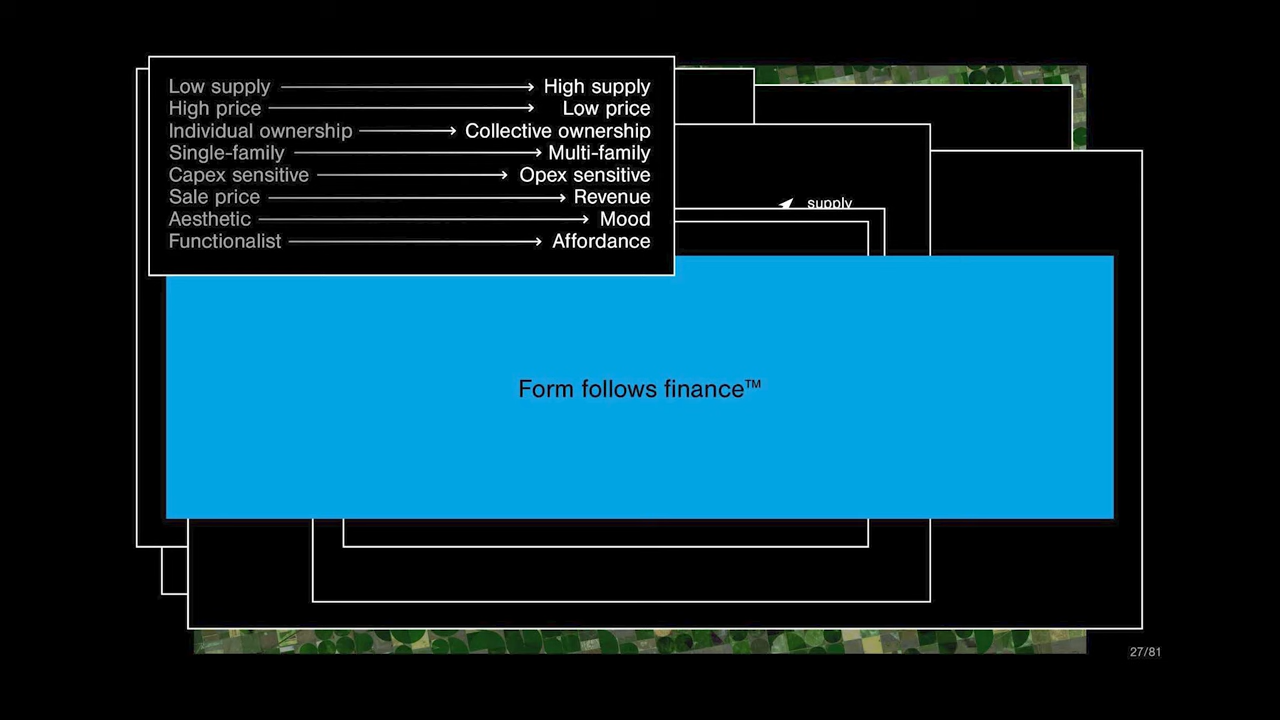 Low supply → High supply
High price → Low price
Individual ownership → Collective ownership
Single-family → Multi-family
Capex sensitive → Opex sensitive
Sale price → Revenue
Aesthetic → Mood
Functionalist → Affordance
supply
Form follows finance™
27/81